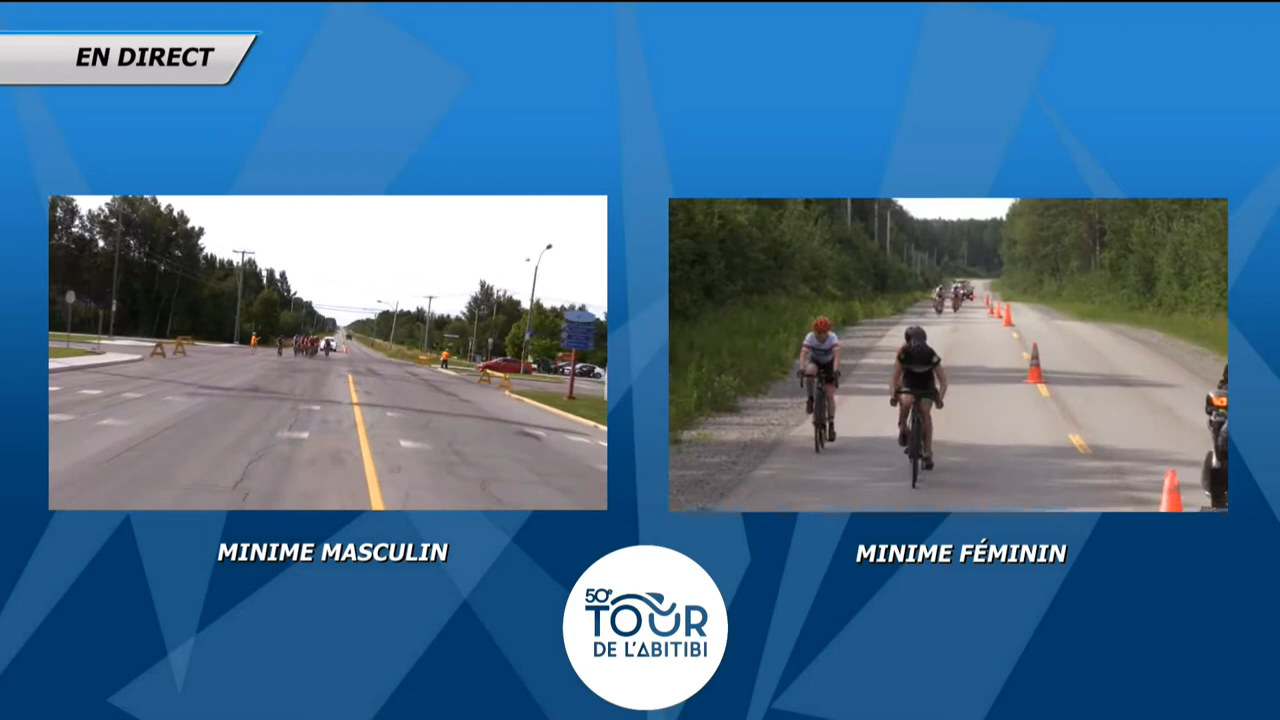 EN DIRECT
MINIME MASCULIN
MINIME FÉMININ
50e
TOUR
DE L'ABITIBI